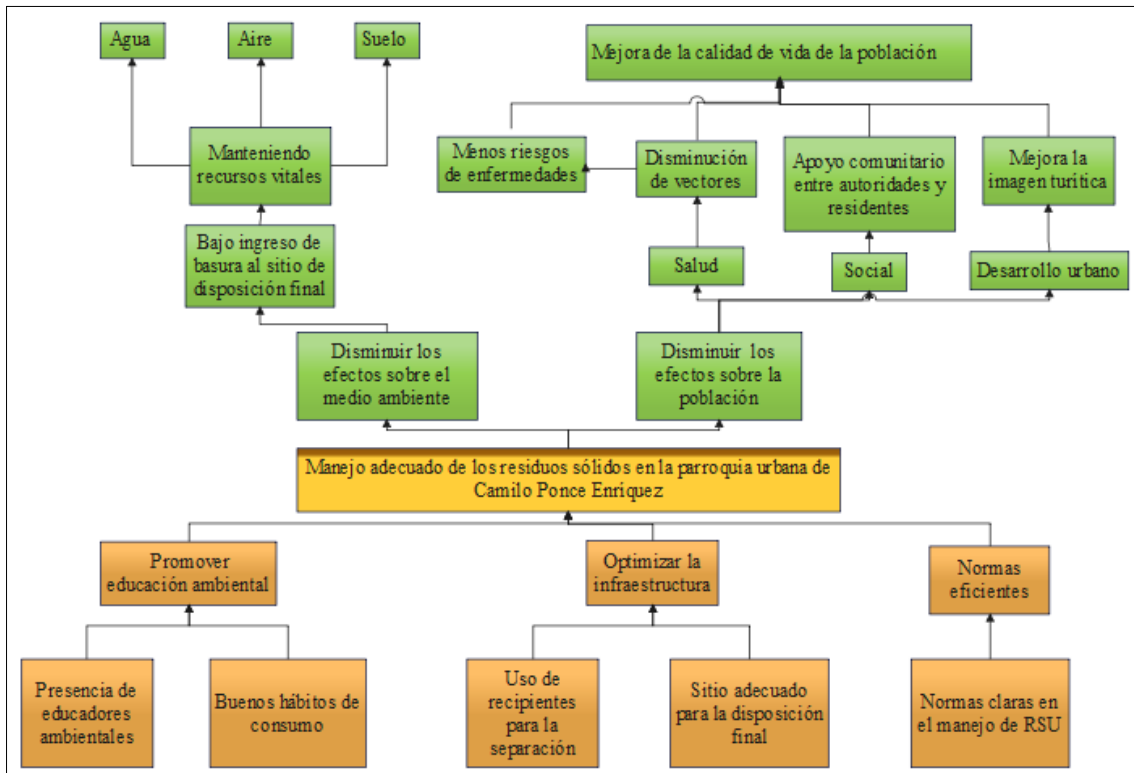 Agua
Aire
Suelo
Mejora de la calidad de vida de la población
Manteniendo
recursos vitales
Menos riesgos
de enfermedades
Disminución
de vectores
Apoyo comunitario
entre autoridades y
residentes
Mejora la
imagen turítica
Bajo ingreso de
basura al sitio de
disposición final
Salud
Social
Desarrollo urbano
Disminuir los
efectos sobre el
medio ambiente
Disminuir los
efectos sobre la
población
Manejo adecuado de los residuos sólidos en la parroquia urbana de
Camilo Ponce Enríquez
Promover
educación ambiental
Optimizar la
infraestructura
Normas
eficientes
Presencia de
educadores
ambientales
Buenos hábitos de
consumo
Uso de
recipientes
para la
separación
Sitio adecuado
para la disposición
final
Normas claras en
el manejo de RSU